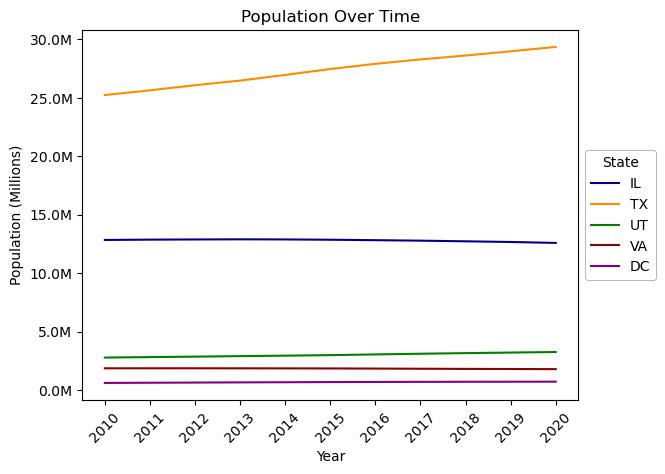 Population Over Time
30.0M
25.0M
20.0M
15.0M
10.0M
5.0M
0.0M
Population (Millions)
2010
2011
2012
2013
2014
2015
2016
2017
2018
2019
2020
Year
State
IL
TX
UT
VA
DC